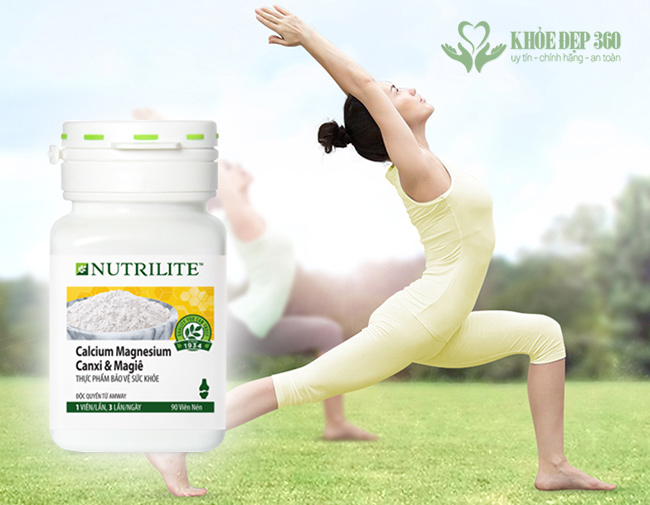 KHỎE ĐẸP 360
uy tín - chính hãng - an toàn
NUTRILITE™
1934
Calcium Magnesium
Canxi & Magiê
THỰC PHẨM BẢO VỆ SỨC KHỎE
ĐỘC QUYỀN TỪ AMWAY
1 VIÊN/LẦN, 3 LẦN/NGÀY 90 Viên Nén